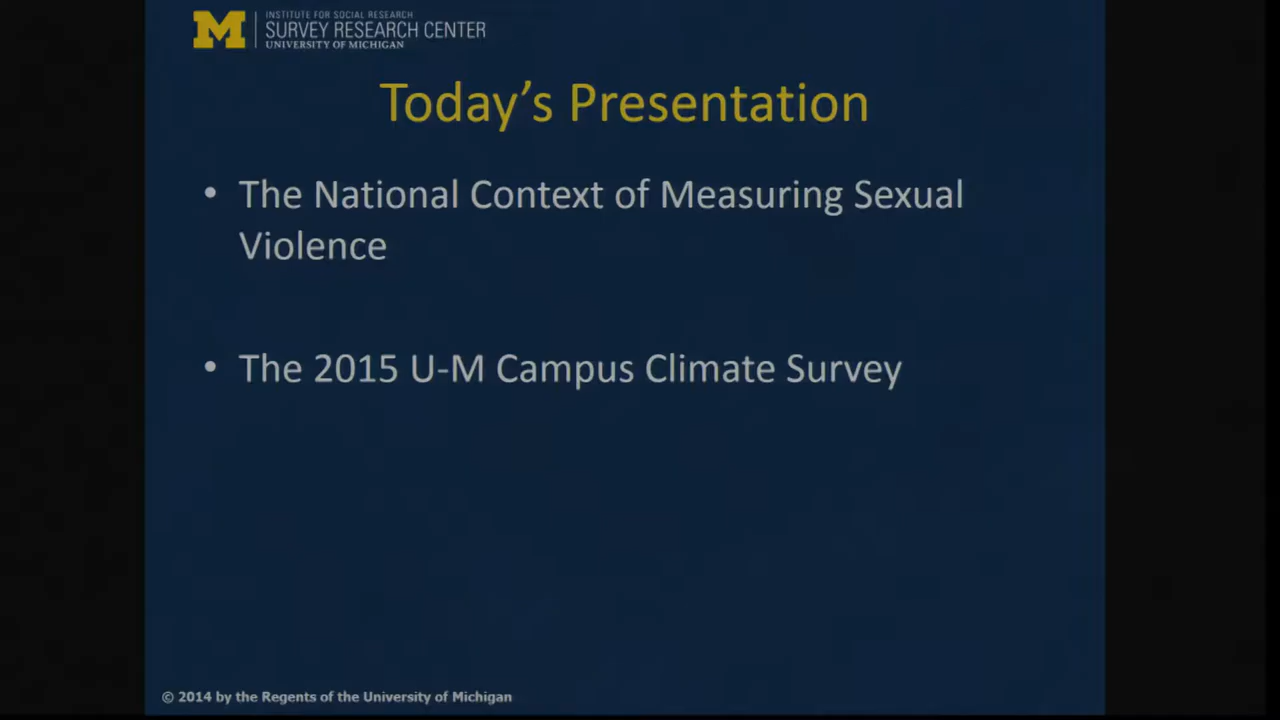 M
INSTITUTE FOR SOCIAL RESEARCH
SURVEY RESEARCH CENTER
UNIVERSITY OF MICHIGAN
Today's Presentation
• The National Context of Measuring Sexual
Violence
• The 2015 U-M Campus Climate Survey
© 2014 by the Regents of the University of Michigan